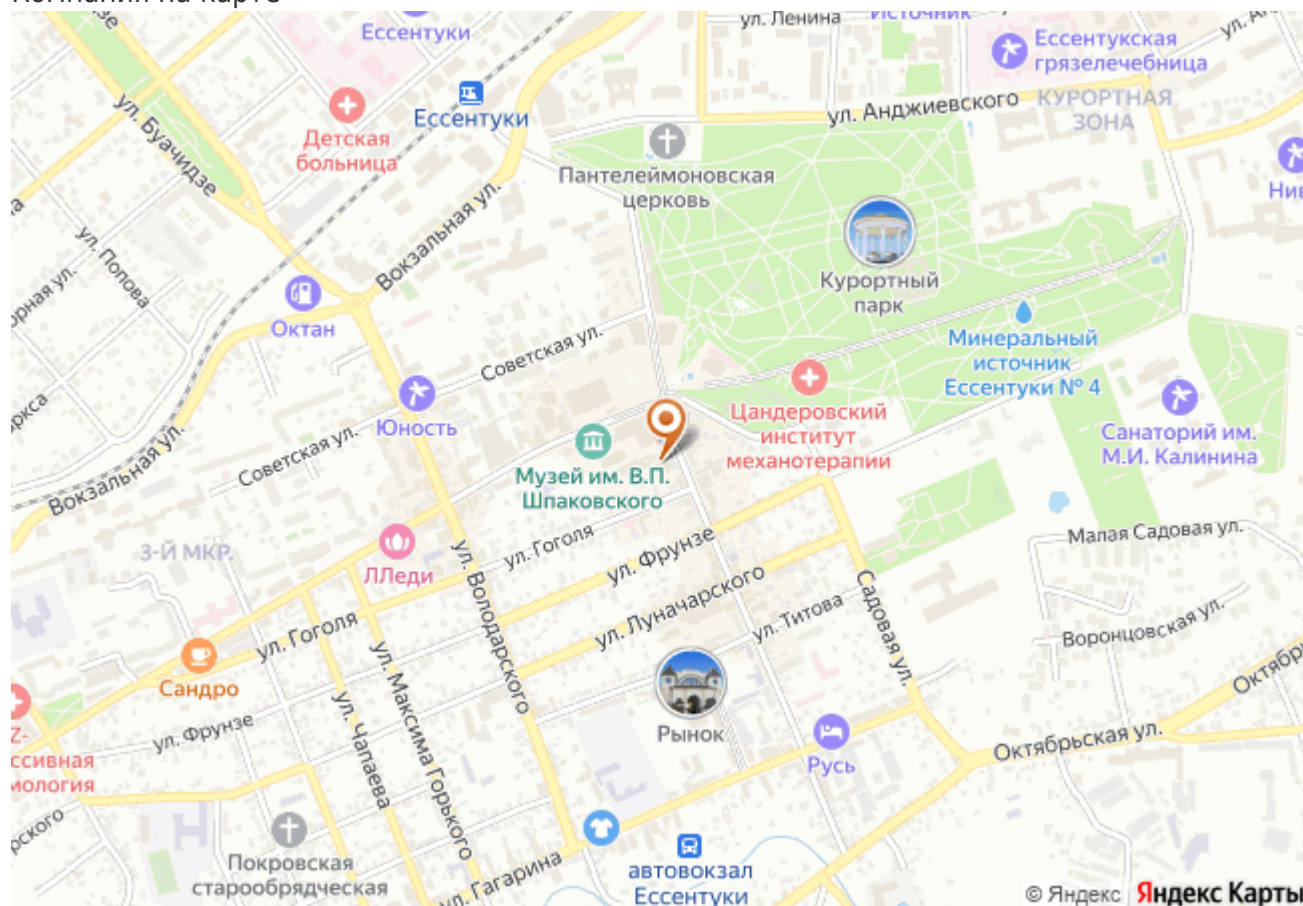 Компания на карте
ул. Ленина
Источник
Ессентуки
Ессентукская
грязелечебница
ул. Анджиевского
КУРОРТНАЯ
ЗОНА
Ессентуки
Детская
больница
ул. Буачидзе
Пантелеймоновская
церковь
ул. Попова
Вокзальная ул.
Курортный
парк
Октан
Минеральный
источник
Ессентуки № 4
Советская ул.
Юность
Цандеровский
институт
механотерапии
Санаторий им.
М.И. Калинина
Советская ул.
Вокзальная ул.
Музей им. В.П.
Шпаковского
Малая Садовая ул.
3-Й МКР.
ЛЛеди
ул. Гоголя
ул. Фрунзе
ул. Володарского
ул. Луначарского
Садовая ул.
ул. Титова
Воронцовская ул.
ул. Гоголя
Сандро
ул. Максима Горького
ул. Чапаева
ул. Фрунзе
Рынок
Русь
Октябрьская ул.
Покровская
старообрядческая
ул. Гагарина
автовокзал
Ессентуки
© Яндекс Яндекс Карты